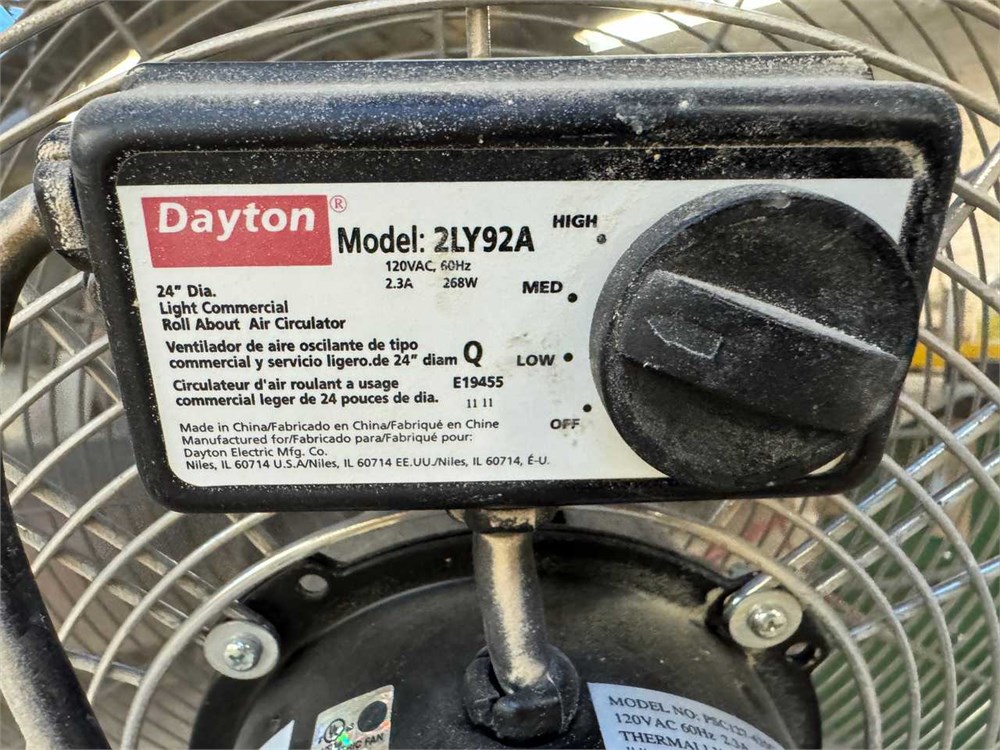 Dayton®
Model: 2LY92A
120VAC, 60Hz
2.3A 268W
24" Dia.
Light Commercial
Roll About Air Circulator
Ventilador de aire oscilante de tipo
commercial y servicio ligero.de 24" diam Q
Circulateur d'air roulant a usage E19455
commercial leger de 24 pouces de dia. 11 11
Made in China/Fabricado en China/Fabriqué en Chine
Manufactured for/Fabricado para/Fabriqué pour:
Dayton Electric Mfg. Co.
Niles, IL 60714 U.S.A/Niles, IL 60714 EE.UU./Niles, IL 60714, É-U.
HIGH
MED
LOW
OFF
UL
FAN
MODEL NO:
120VAC 60Hz 2.3A